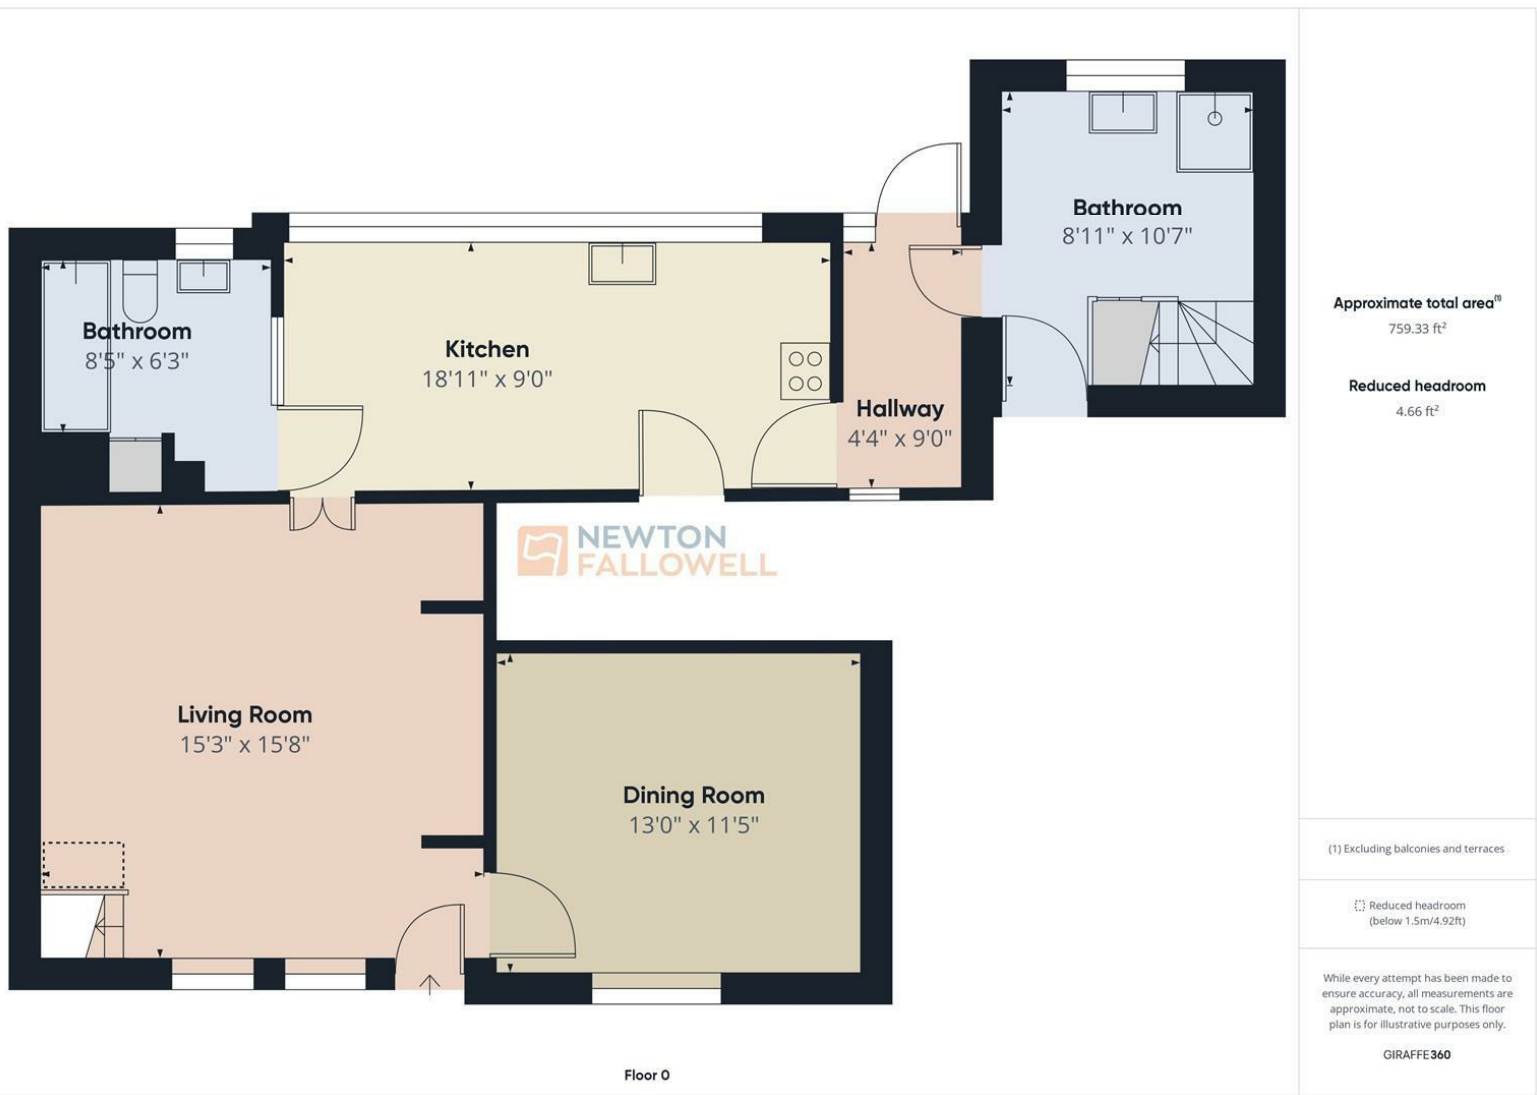 Bathroom
8'11" x 10'7"
Bathroom
8'5" x 6'3"
Kitchen
18'11" x 9'0"
Hallway
4'4" x 9'0"
NEWTON
FALLOWELL
Living Room
15'3" x 15'8"
Dining Room
13'0" x 11'5"
Floor 0
Approximate total area(1)
759.33 ft²
Reduced headroom
4.66 ft²
(1) Excluding balconies and terraces
Reduced headroom
(below 1.5m/4.92ft)
While every attempt has been made to
ensure accuracy, all measurements are
approximate, not to scale. This floor
plan is for illustrative purposes only.
GIRAFFE360